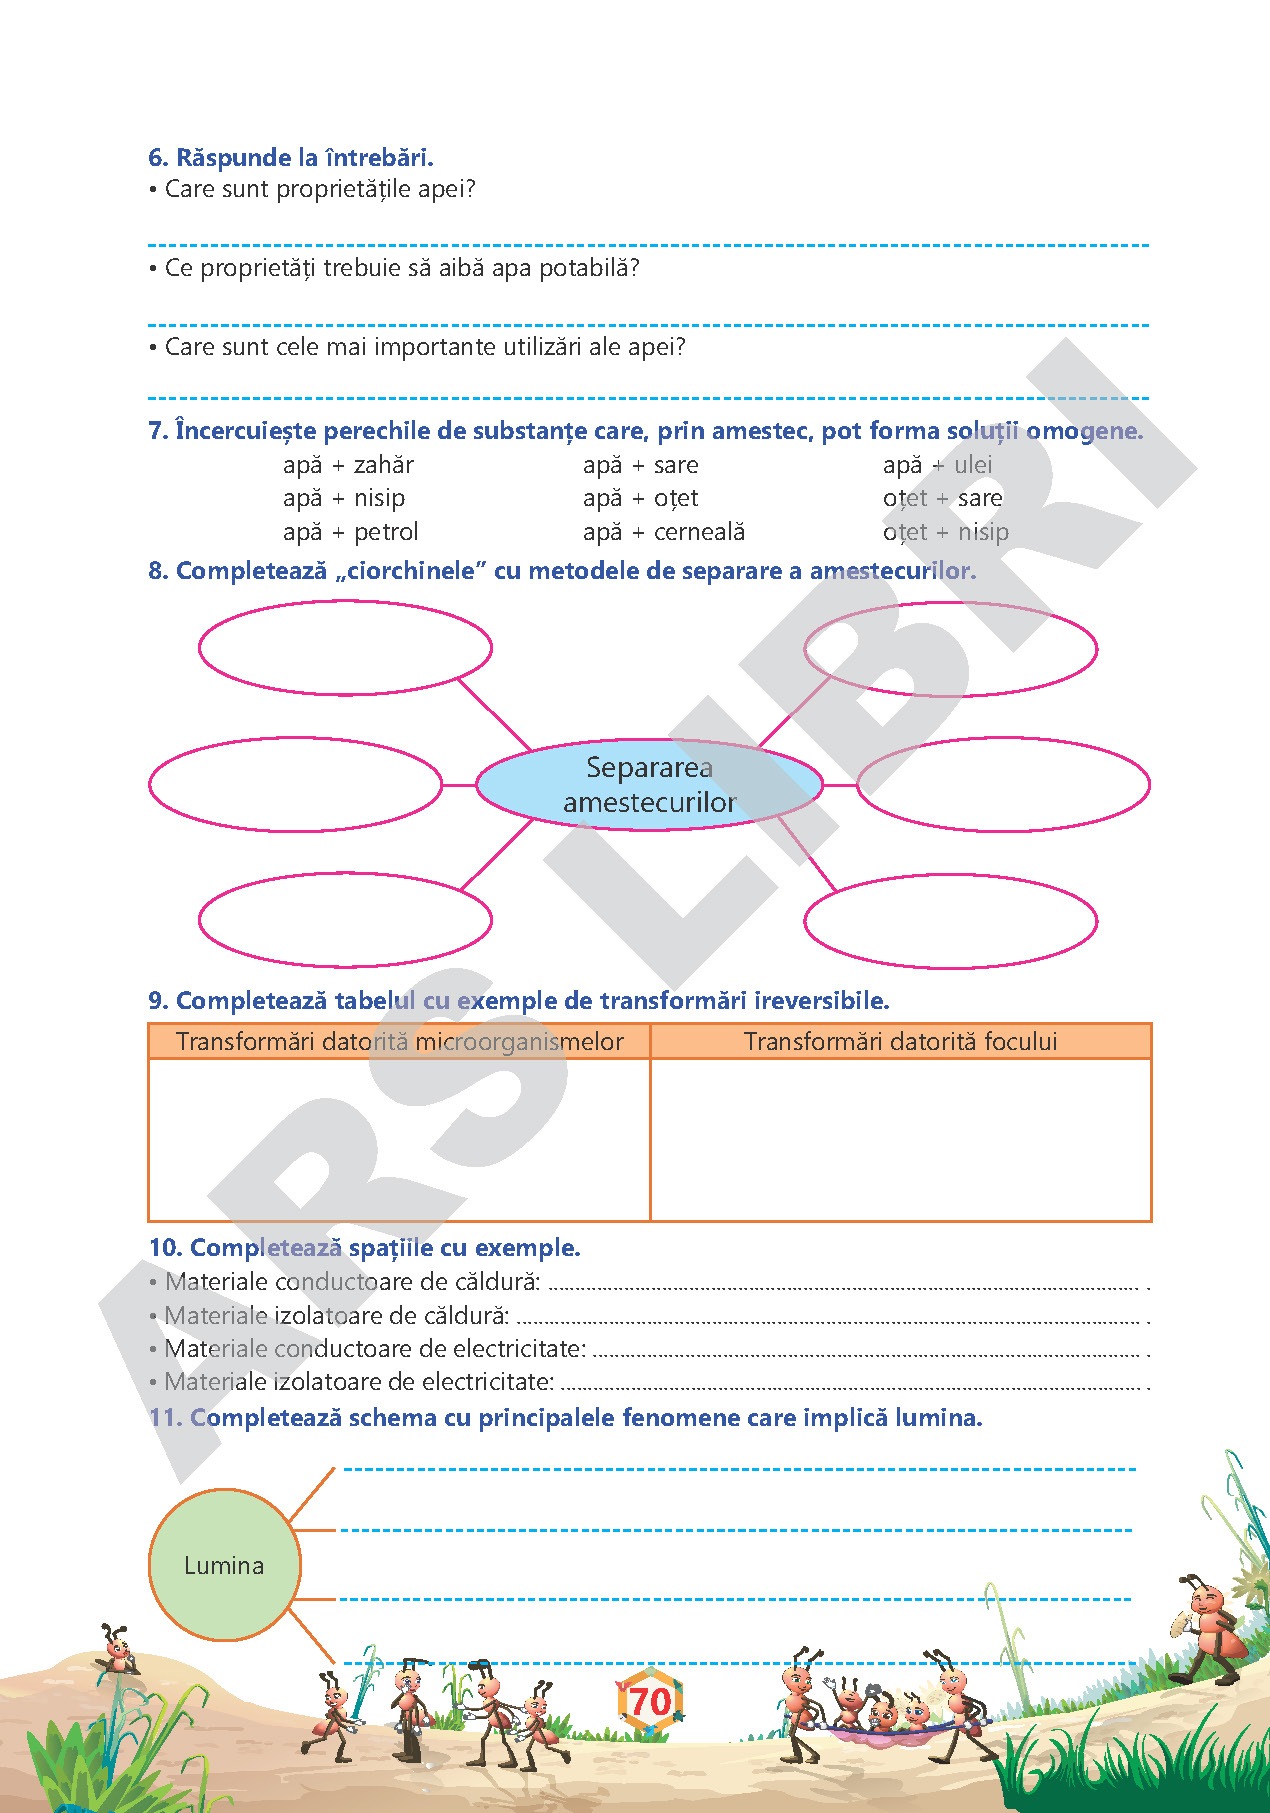 6. Răspunde la întrebări.
• Care sunt proprietățile apei?
• Ce proprietăți trebuie să aibă apa potabilă?
• Care sunt cele mai importante utilizări ale apei?
7. Încercuiește perechile de substanțe care, prin amestec, pot forma soluții omogene.
apă + zahăr apă + sare apă + ulei
apă + nisip apă + oțet oțet + sare
apă + petrol apă + cerneală oțet + nisip
8. Completează „ciorchinele” cu metodele de separare a amestecurilor.
Separarea
amestecurilor
9. Completează tabelul cu exemple de transformări ireversibile.
Transformări datorită microorganismelor Transformări datorită focului
10. Completează spațiile cu exemple.
• Materiale conductoare de căldură: .
• Materiale izolatoare de căldură: .
• Materiale conductoare de electricitate: .
• Materiale izolatoare de electricitate: .
11. Completează schema cu principalele fenomene care implică lumina.
Lumina
70
ARS LIBRI